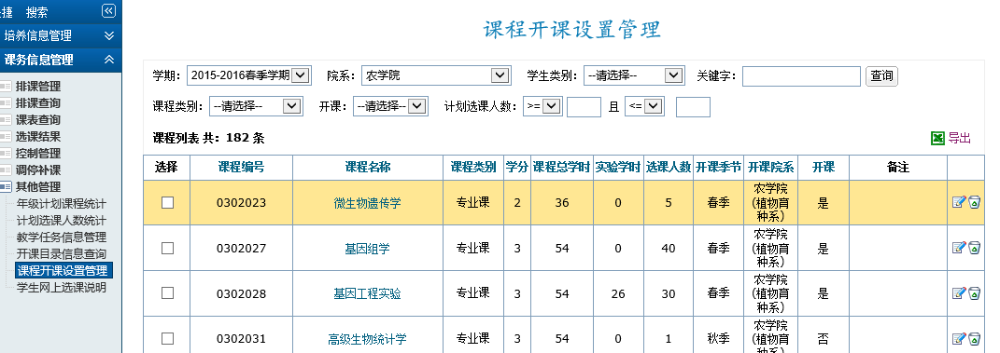 捷 搜索
培养信息管理
课务信息管理
排课管理
排课查询
课表查询
选课结果
控制管理
调停补课
其他管理
年级计划课程统计
计划选课人数统计
教学任务信息管理
开课目录信息查询
课程开课设置管理
学生网上选课说明
课程开课设置管理
学期: 2015-2016春季学期 院系: 农学院 学生类别: --请选择-- 关键字: 查询
课程类别: --请选择-- 开课: --请选择-- 计划选课人数: >= 且 <=
课程列表 共: 182 条 导出
选择 课程编号 课程名称 课程类别 学分 课程总学时 实验学时 选课人数 开课季节 开课院系 开课 备注
0302023 微生物遗传学 专业课 2 36 0 5 春季 农学院(植物育种系) 是
0302027 基因组学 专业课 3 54 0 40 春季 农学院(植物育种系) 是
0302028 基因工程实验 专业课 3 54 26 30 春季 农学院(植物育种系) 是
0302031 高级生物统计学 专业课 3 54 0 1 秋季 农学院(植物育种系) 否